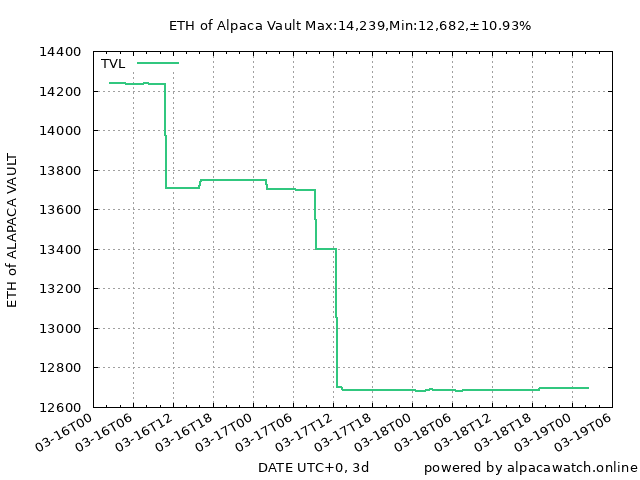 ETH of Alpaca Vault Max:14,239,Min:12,682,±10.93%
TVL
14400
14200
14000
13800
13600
13400
13200
13000
12800
12600
ETH of ALAPACA VAULT
03-16T00
03-16T06
03-16T12
03-16T18
03-17T00
03-17T06
03-17T12
03-17T18
03-18T00
03-18T06
03-18T12
03-18T18
03-19T00
03-19T06
DATE UTC+0, 3d
powered by alpacawatch.online